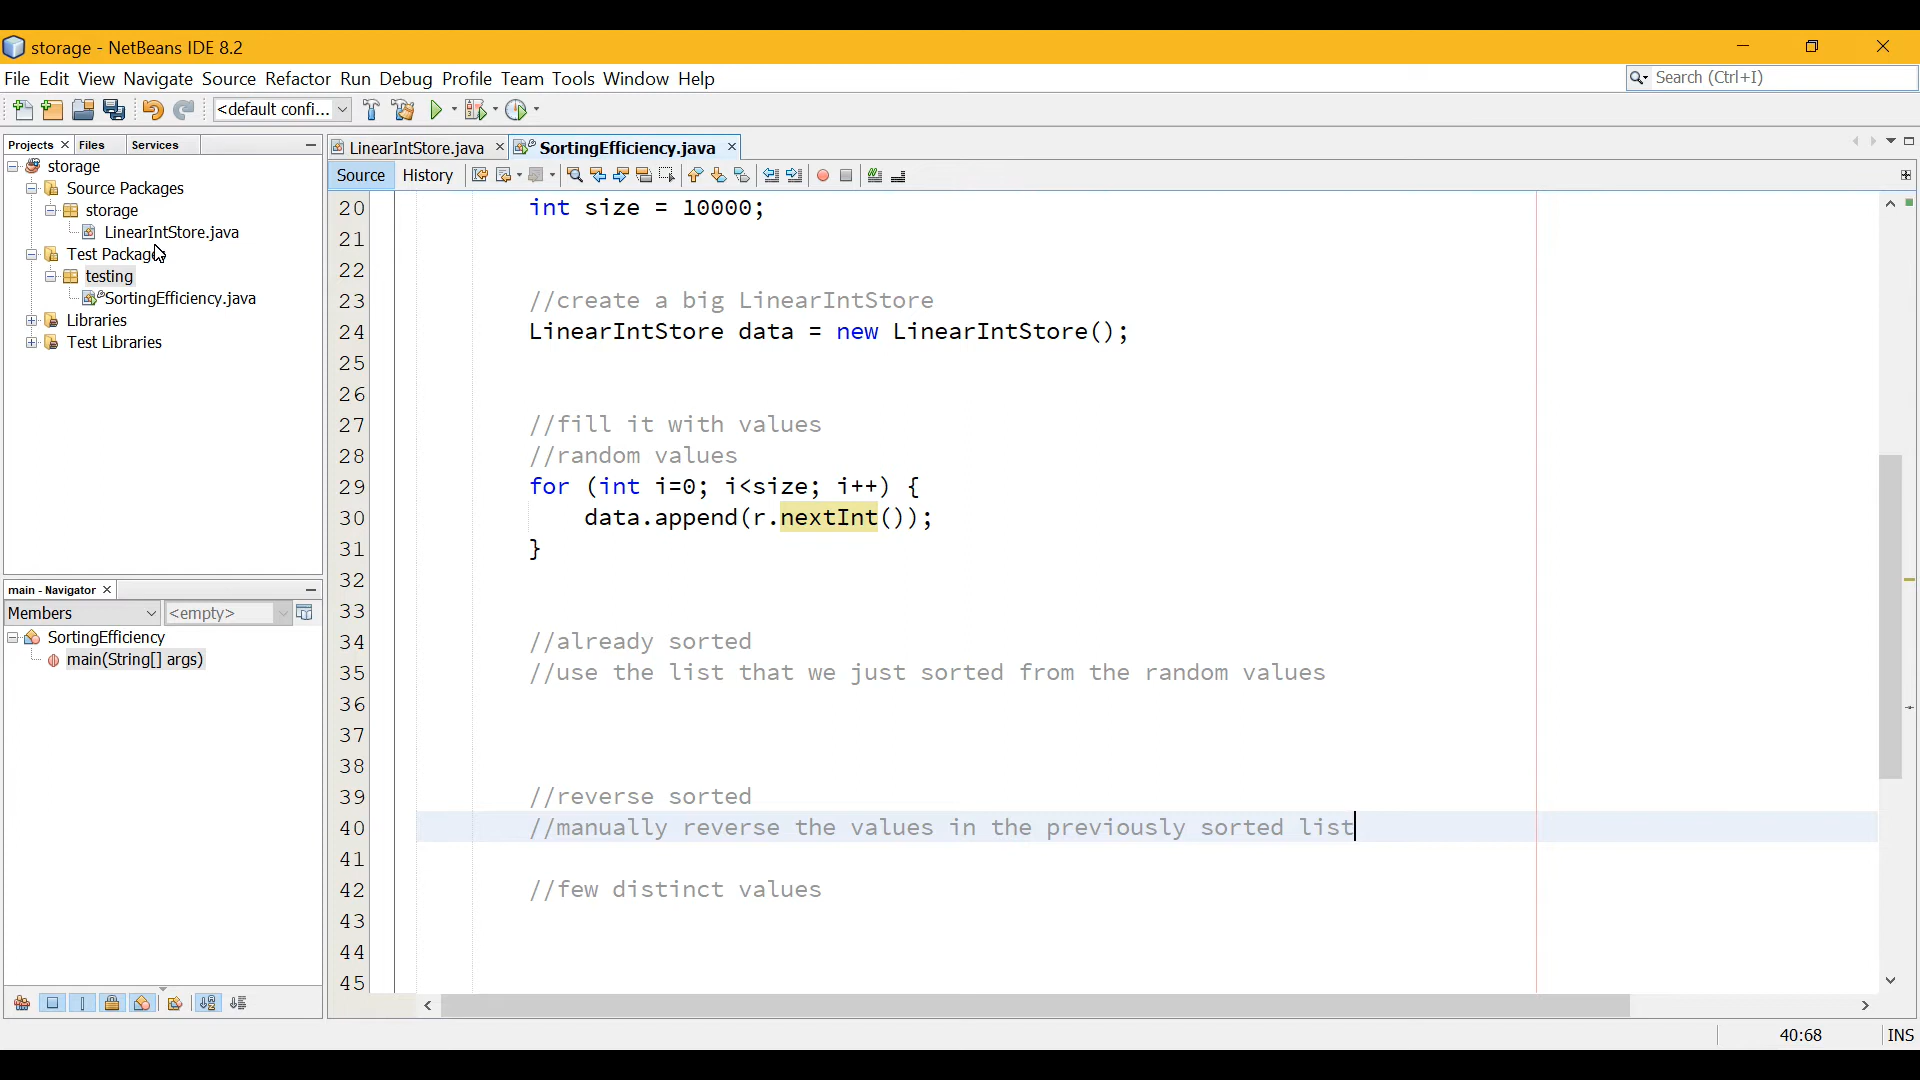 storage - NetBeans IDE 8.2
File Edit View Navigate Source Refactor Run Debug Profile Team Tools Window Help
Search (Ctrl+I)
<default confi...
Projects Files Services
storage
Source Packages
storage
LinearIntStore.java
Test Packages
testing
SortingEfficiency.java
Libraries
Test Libraries
main - Navigator
Members <empty>
SortingEfficiency
main(String[] args)
LinearIntStore.java SortingEfficiency.java
Source History
20 int size = 10000;
21
22
23 //create a big LinearIntStore
24 LinearIntStore data = new LinearIntStore();
25
26
27 //fill it with values
28 //random values
29 for (int i=0; i<size; i++) {
30 data.append(r.nextInt());
31 }
32
33
34 //already sorted
35 //use the list that we just sorted from the random values
36
37
38
39 //reverse sorted
40 //manually reverse the values in the previously sorted list
41
42 //few distinct values
43
44
45
40:68 INS